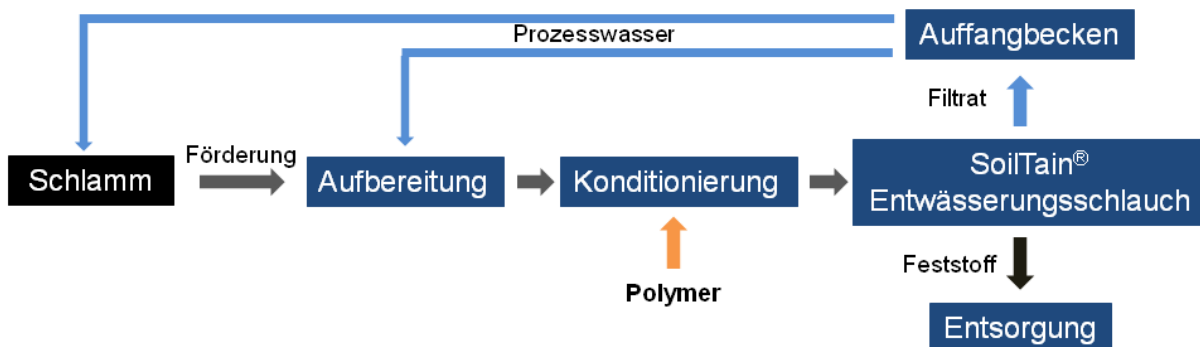 Prozesswasser
Auffangbecken
Filtrat
Förderung
Schlamm
Aufbereitung
Konditionierung
SoilTain®
Entwässerungsschlauch
Polymer
Feststoff
Entsorgung